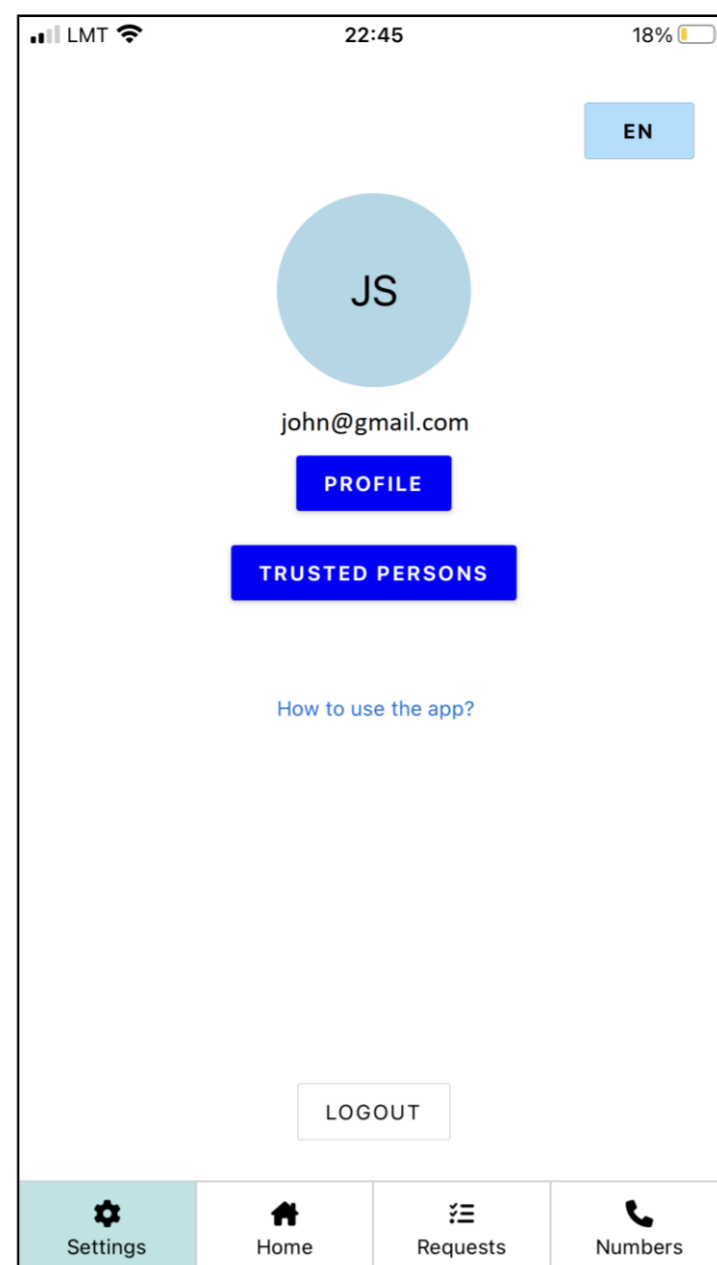 LMT 22:45 18%
EN
JS
john@gmail.com
PROFILE
TRUSTED PERSONS
How to use the app?
LOGOUT
Settings Home Requests Numbers